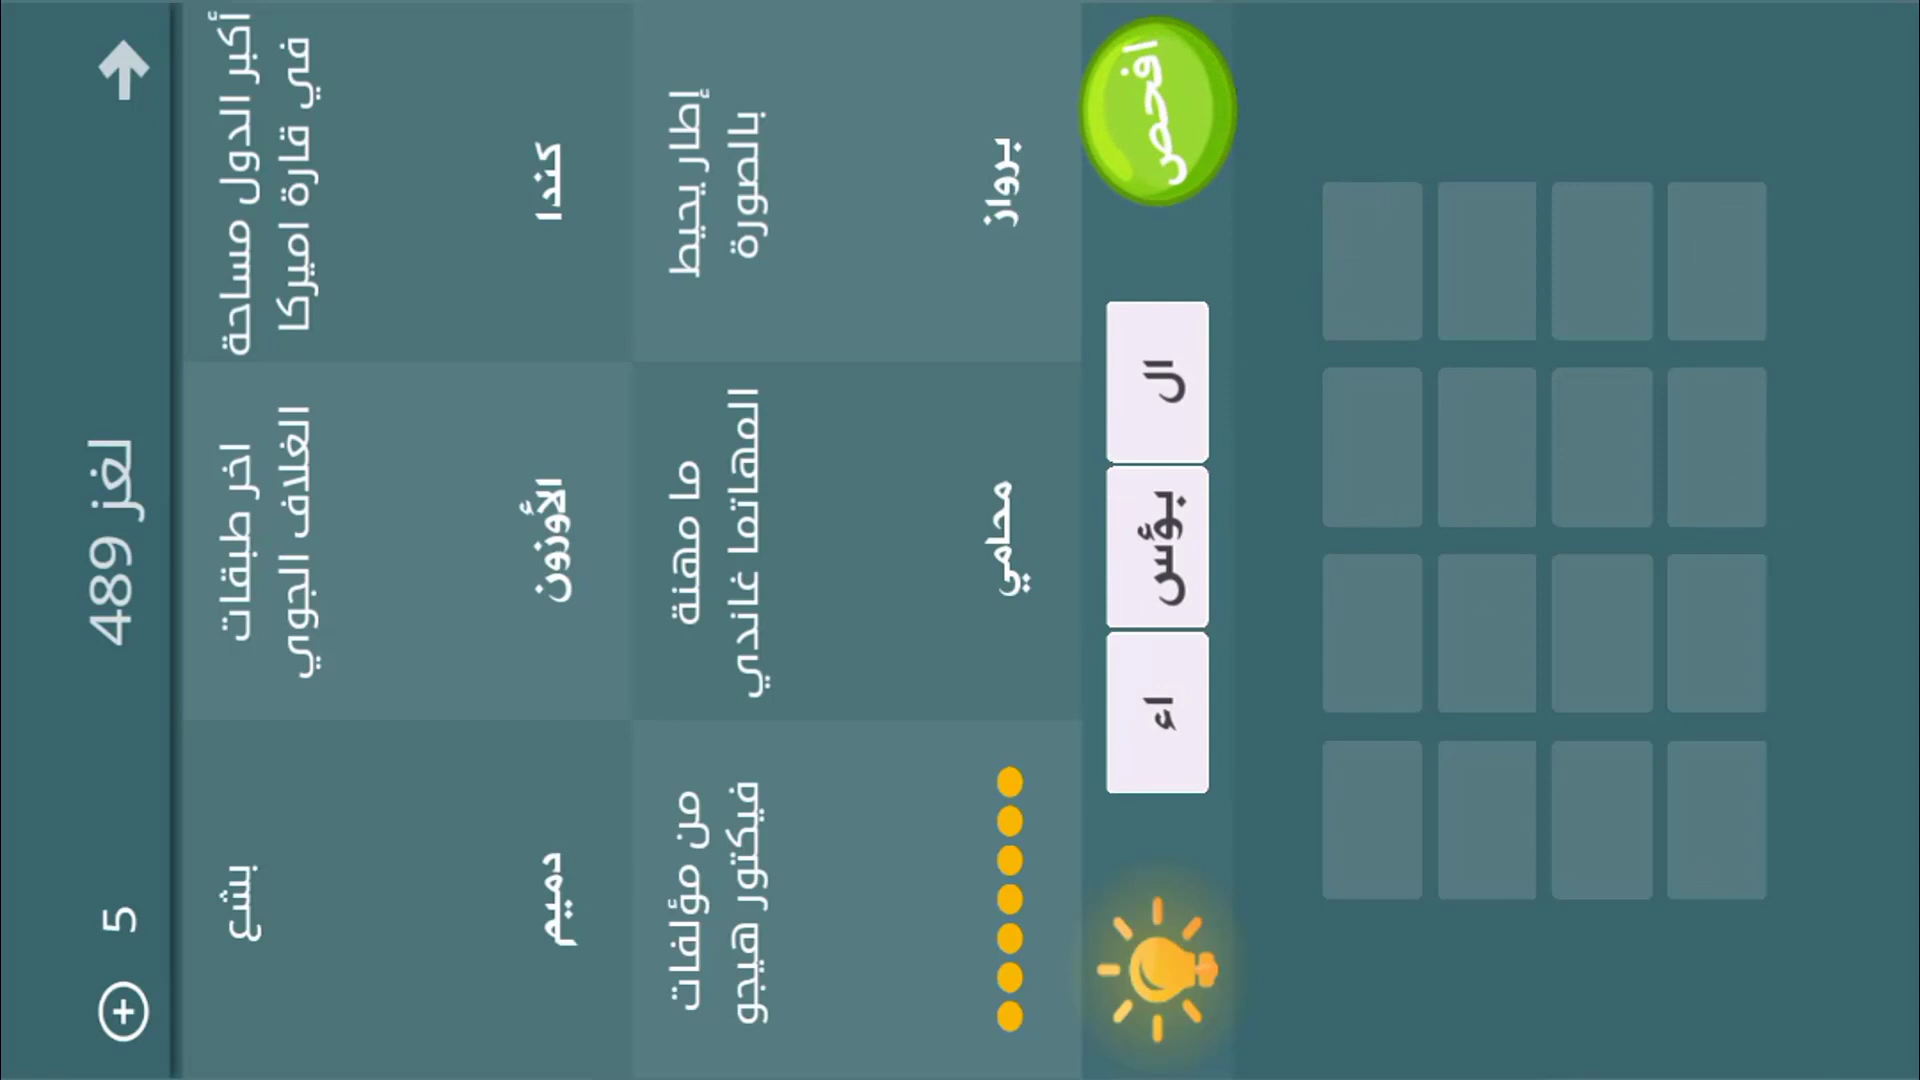 لغز 489
5
أكبر الدول مساحة
في قارة اميركا
كندا
اخر طبقات
الغلاف الجوي
الأوزون
بشع
دميم
إطار يحيط
بالصورة
برواز
ما مهنة
المهاتما غاندي
محامي
من مؤلفات
فيكتور هيجو
افحص
ال
بؤس
اء